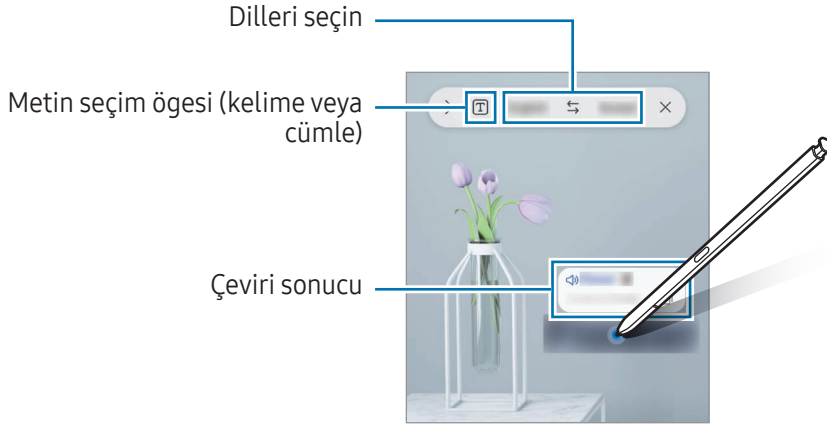 Dilleri seçin
Metin seçim ögesi (kelime veya
cümle)
T
Çeviri sonucu